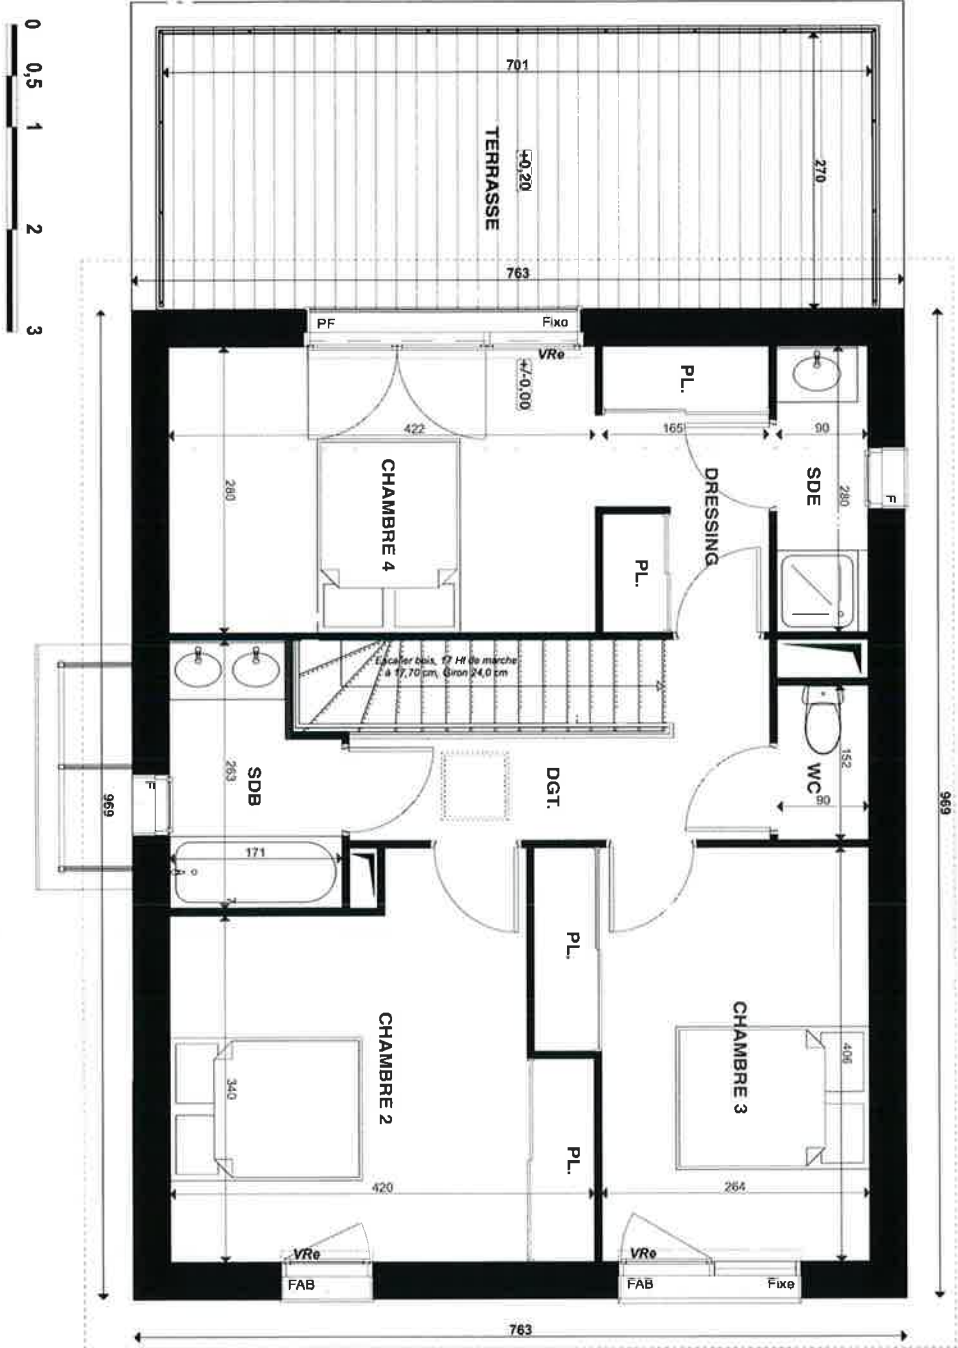 0
0,5
1
2
3
701
270
+0,20
TERRASSE
763
PF
Fixe
VRe
+/-0,00
PL.
422
165
90
280
CHAMBRE 4
DRESSING
SDE
280
F
PL.
Escalier bois, 17 Ht de marche
à 17,70 cm, Giron 24,0 cm
263
SDB
DGT.
WC
152
90
F
969
969
171
7
PL.
CHAMBRE 2
CHAMBRE 3
406
340
PL.
420
264
VRe
FAB
VRe
FAB
Fixe
763